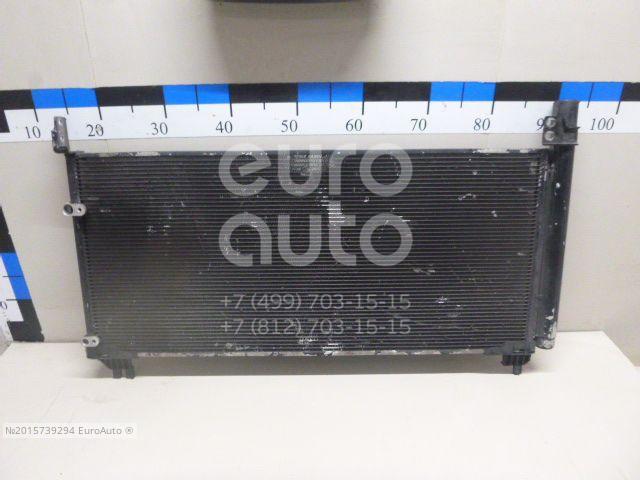 10 20 30 40 50 60 70 80 90 100
euro
auto
+7 (499) 703-15-15
+7 (812) 703-15-15
№2015739294 EuroAuto ®